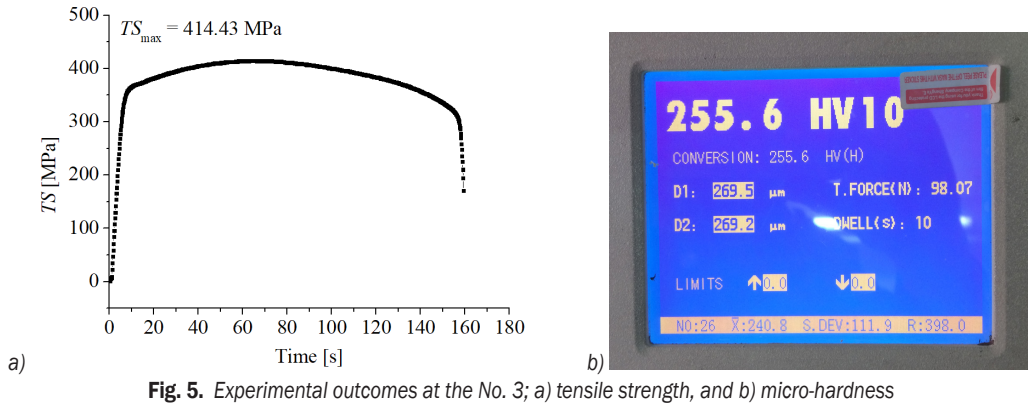 500
400
300
200
100
0
TS [MPa]
TSmax = 414.43 MPa
0 20 40 60 80 100 120 140 160 180
Time [s]
a)
255.6 HV10
CONVERSION: 255.6 HV(H)
D1: 269.5 µm T.FORCE(N): 98.07
D2: 269.2 µm DWELL(s): 10
LIMITS ↑0.0 ↓0.0
NO:26 X̄:240.8 S.DEV:111.9 R:398.0
b)
Fig. 5. Experimental outcomes at the No. 3; a) tensile strength, and b) micro-hardness